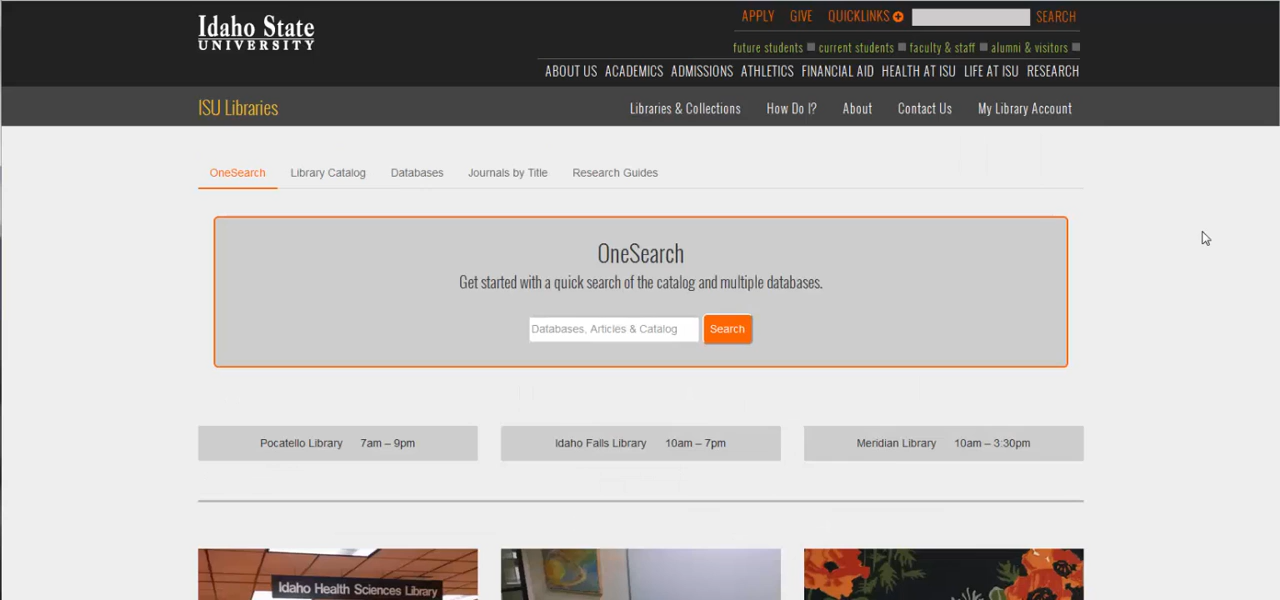 Idaho State
UNIVERSITY
APPLY GIVE QUICKLINKS SEARCH
future students current students faculty & staff alumni & visitors
ABOUT US ACADEMICS ADMISSIONS ATHLETICS FINANCIAL AID HEALTH AT ISU LIFE AT ISU RESEARCH
ISU Libraries Libraries & Collections How Do I? About Contact Us My Library Account
OneSearch Library Catalog Databases Journals by Title Research Guides
OneSearch
Get started with a quick search of the catalog and multiple databases.
Databases, Articles & Catalog Search
Pocatello Library 7am – 9pm Idaho Falls Library 10am – 7pm Meridian Library 10am – 3:30pm
Idaho Health Sciences Library